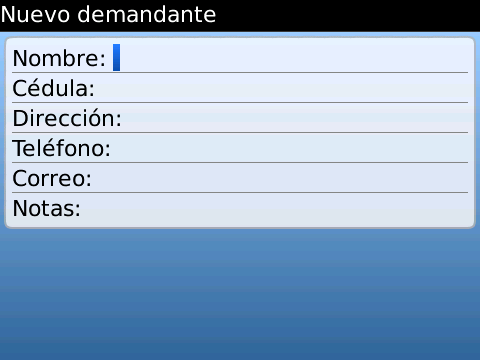 Nuevo demandante
Nombre:
Cédula:
Dirección:
Teléfono:
Correo:
Notas: